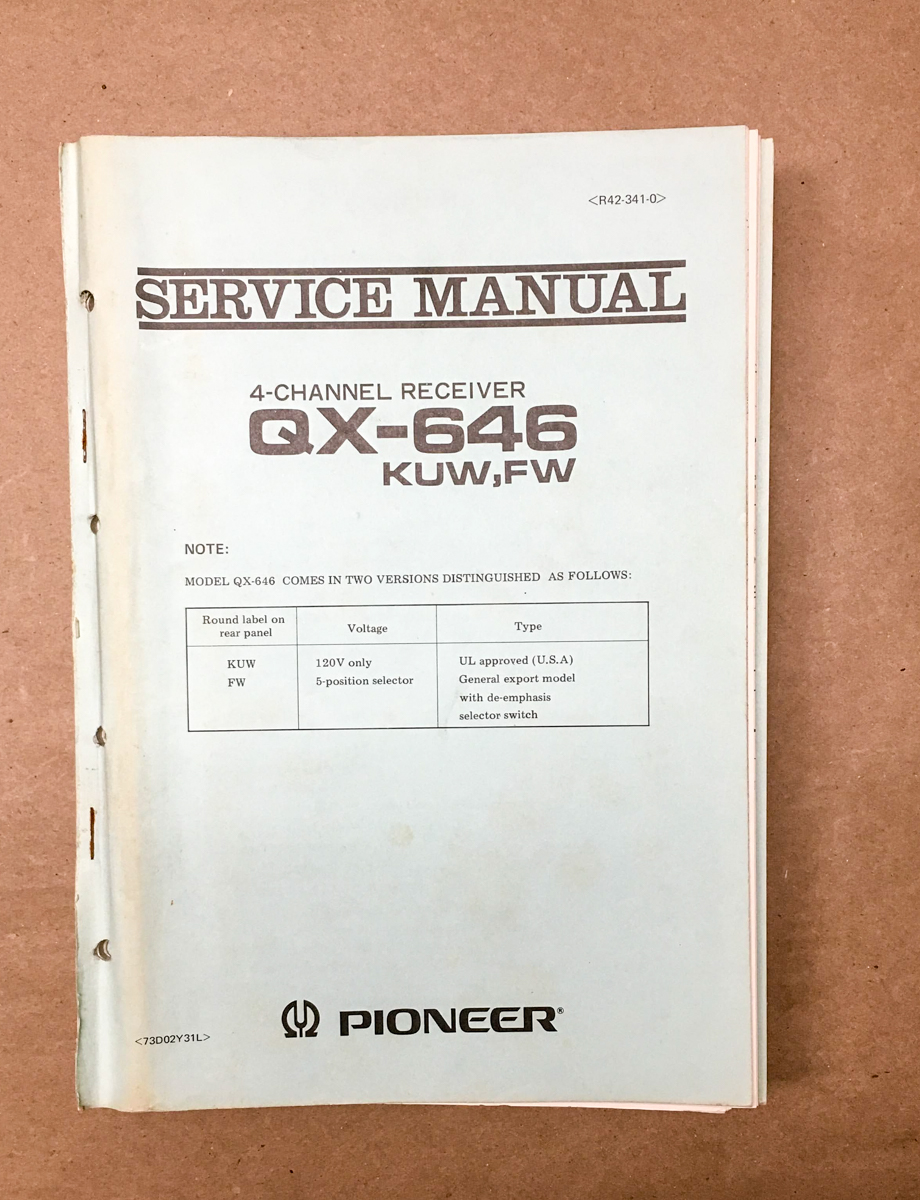 <R42-341-0>
SERVICE MANUAL
4-CHANNEL RECEIVER
QX-646
KUW,FW
NOTE:
MODEL QX-646 COMES IN TWO VERSIONS DISTINGUISHED AS FOLLOWS:
Round label on rear panel Voltage Type
KUW 120V only UL approved (U.S.A)
FW 5-position selector General export model
with de-emphasis
selector switch
<73D02Y31L>
PIONEER®